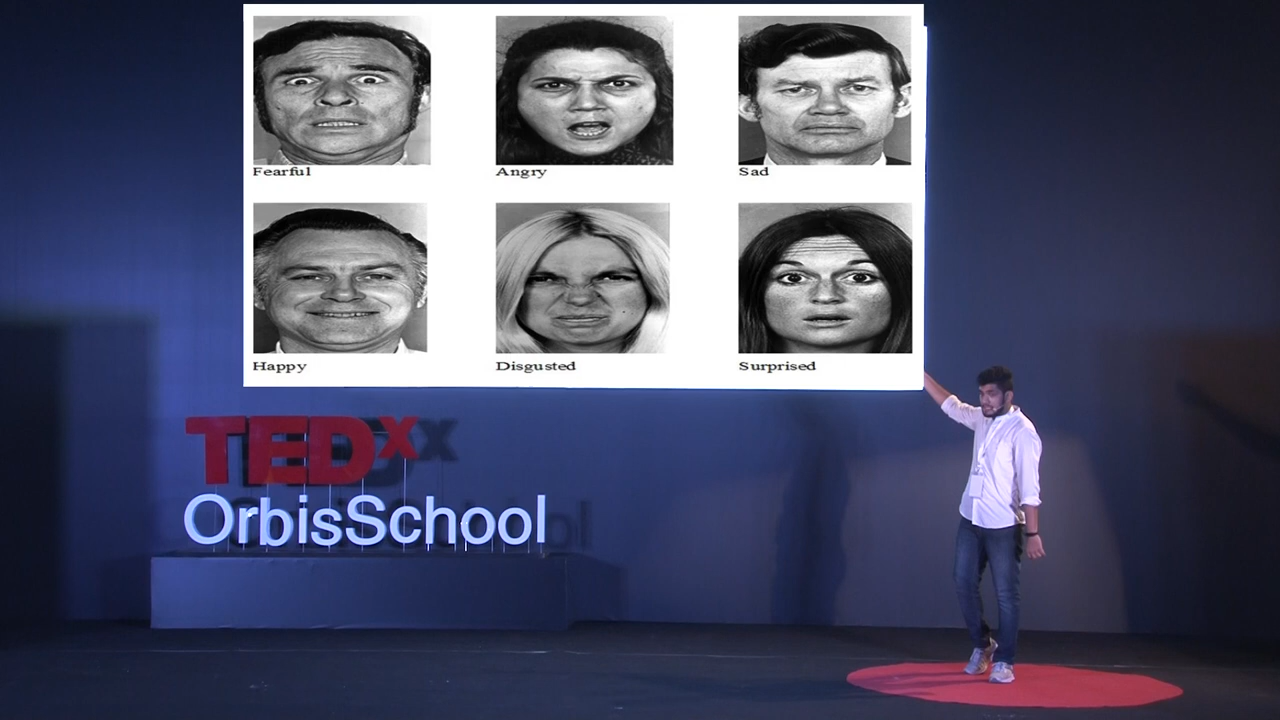 Fearful
Angry
Sad
Happy
Disgusted
Surprised
TEDx
OrbisSchool